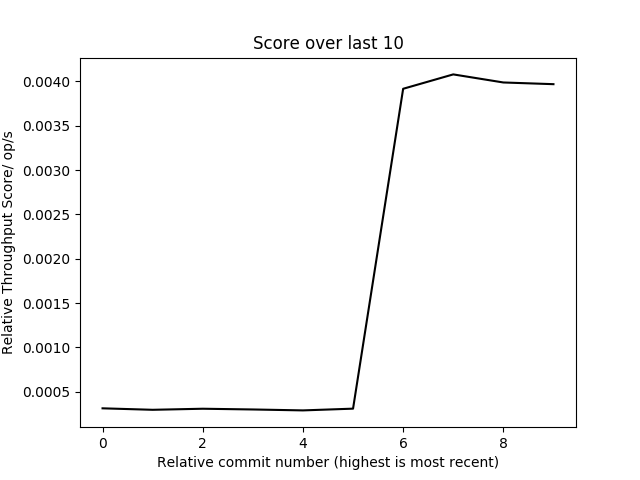 Score over last 10
0.0040
0.0035
0.0030
0.0025
0.0020
0.0015
0.0010
0.0005
Relative Throughput Score/ op/s
0 2 4 6 8
Relative commit number (highest is most recent)